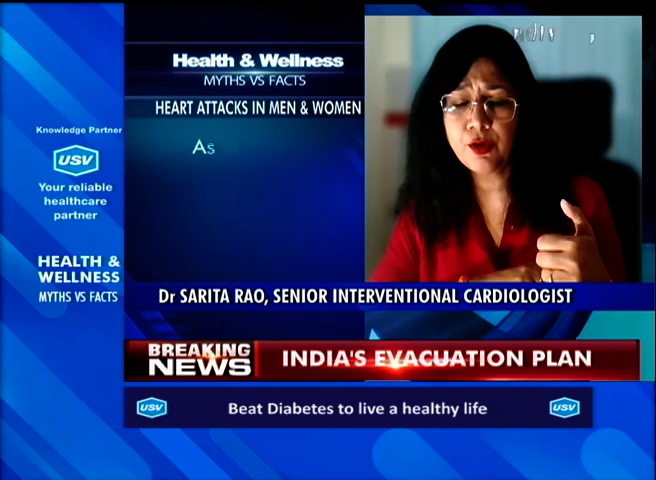 Health & Wellness
MYTHS VS FACTS
HEART ATTACKS IN MEN & WOMEN
As
Knowledge Partner
USV
Your reliable
healthcare
partner
HEALTH &
WELLNESS
MYTHS VS FACTS
Dr SARITA RAO, SENIOR INTERVENTIONAL CARDIOLOGIST
BREAKING
NEWS
INDIA'S EVACUATION PLAN
USV
Beat Diabetes to live a healthy life
USV